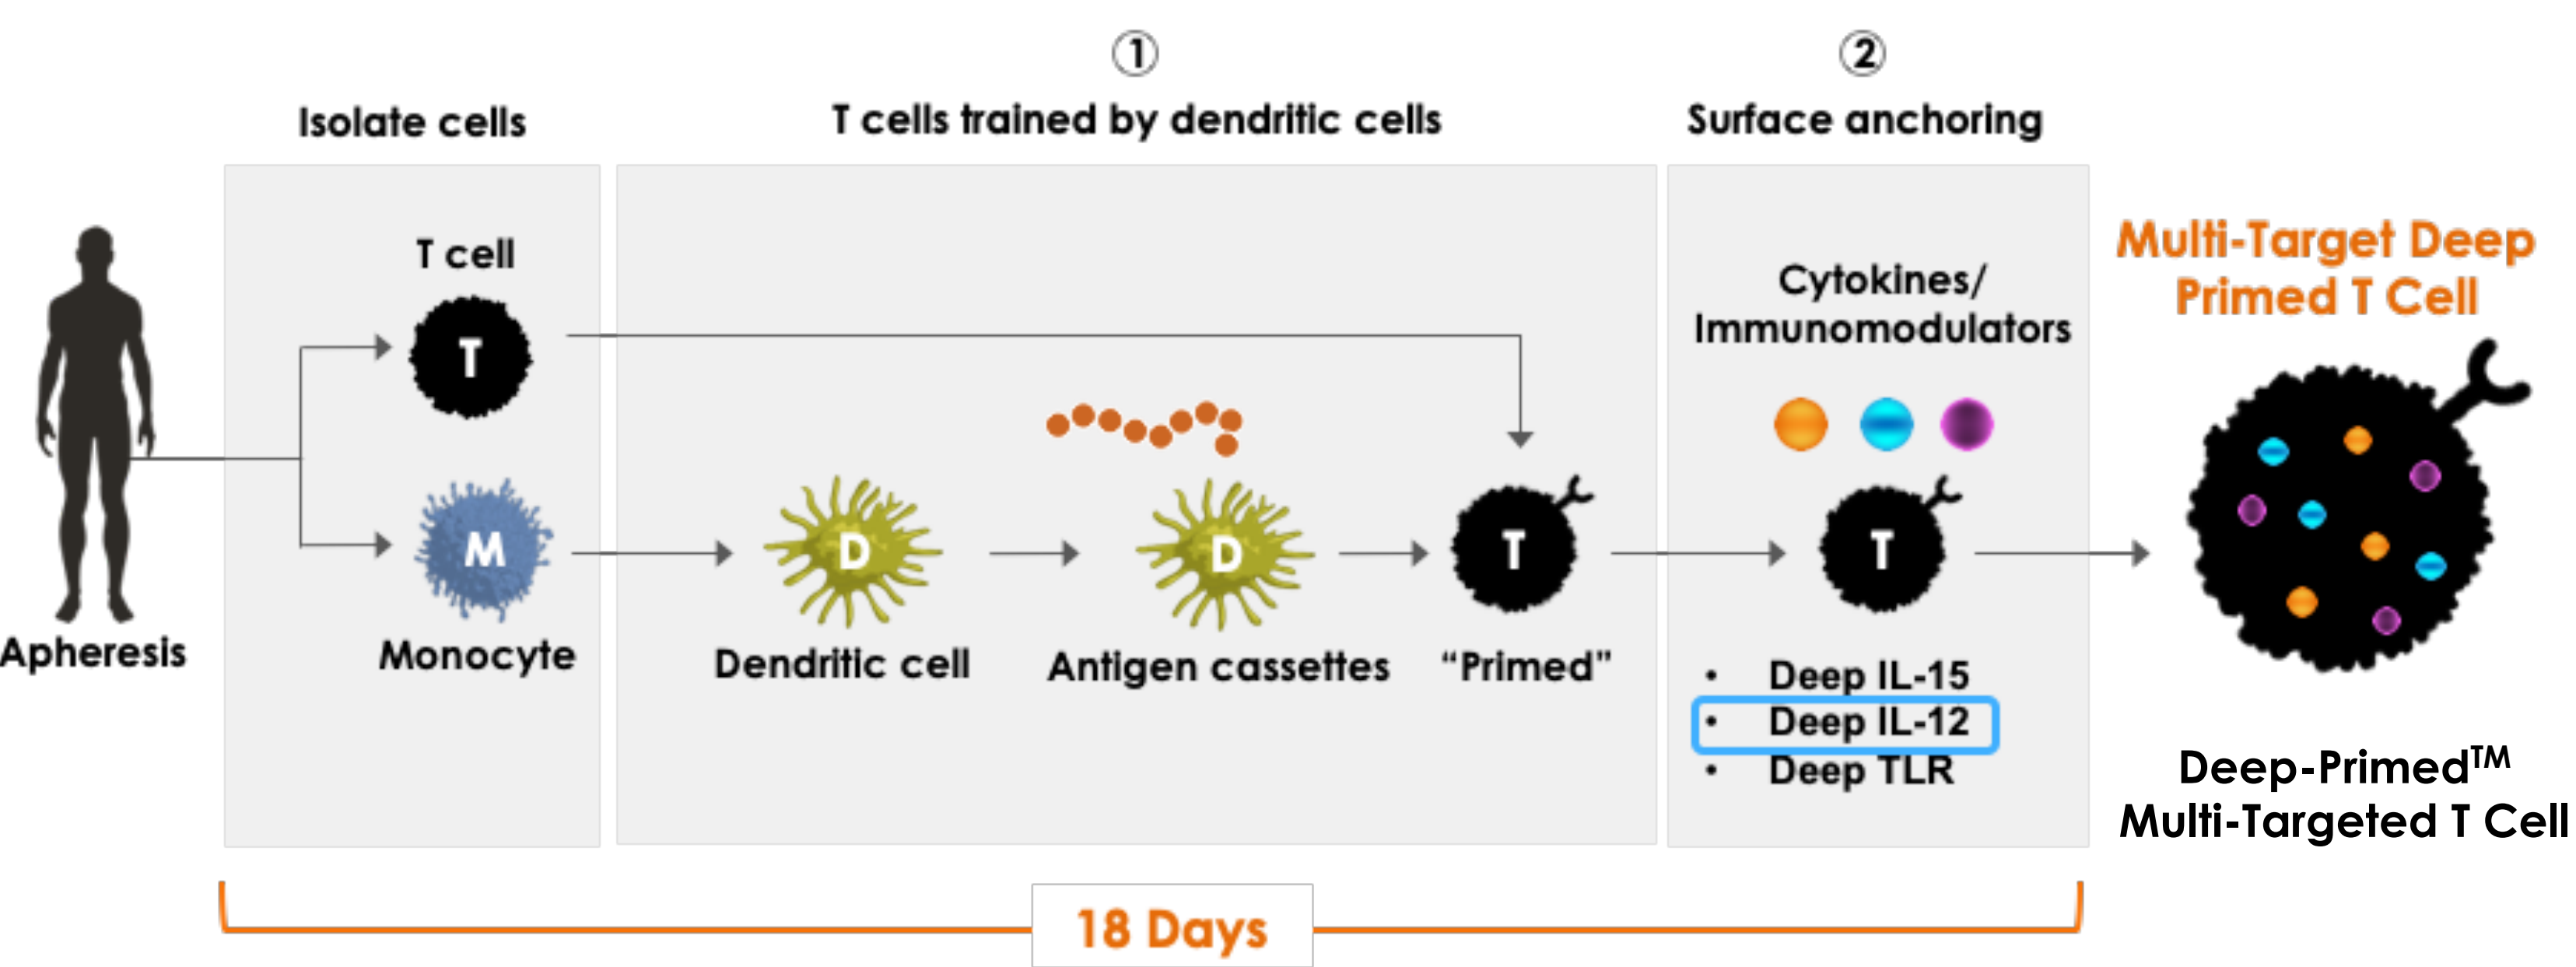 ①
②
Isolate cells
T cells trained by dendritic cells
Surface anchoring
Apheresis
T cell
T
M
Monocyte
D
Dendritic cell
D
Antigen cassettes
T
“Primed”
Cytokines/
Immunomodulators
T
• Deep IL-15
• Deep IL-12
• Deep TLR
Multi-Target Deep
Primed T Cell
Deep-Primed™
Multi-Targeted T Cell
18 Days